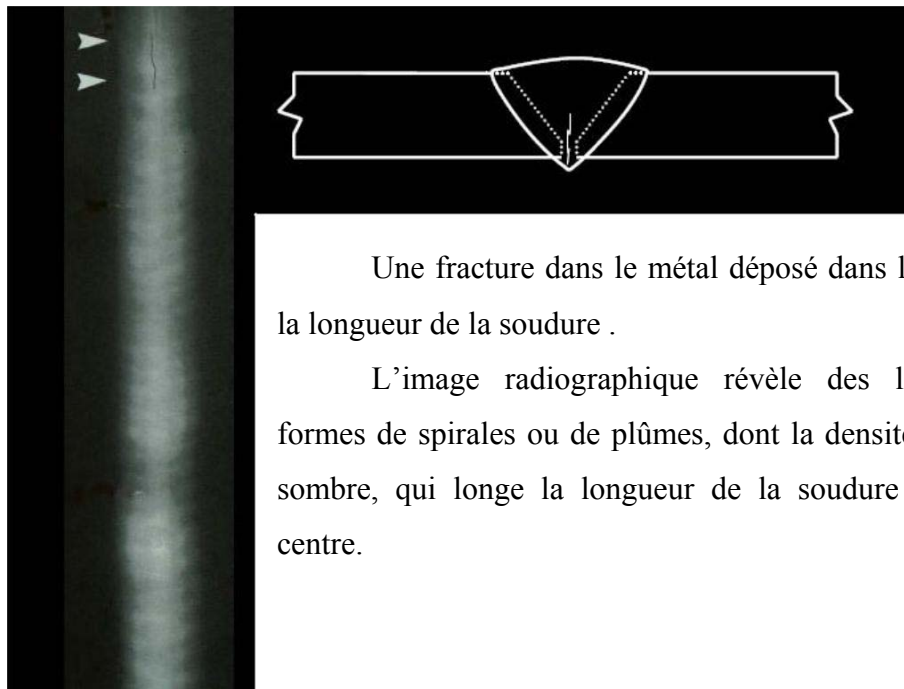 Une fracture dans le métal déposé dans
la longueur de la soudure .
L’image radiographique révèle des
formes de spirales ou de plûmes, dont la densité
sombre, qui longe la longueur de la soudure
centre.